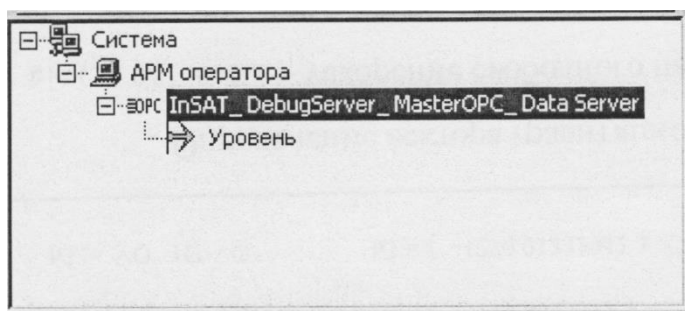 Система
АРМ оператора
OPC InSAT_ DebugServer_ MasterOPC_ Data Server
Уровень